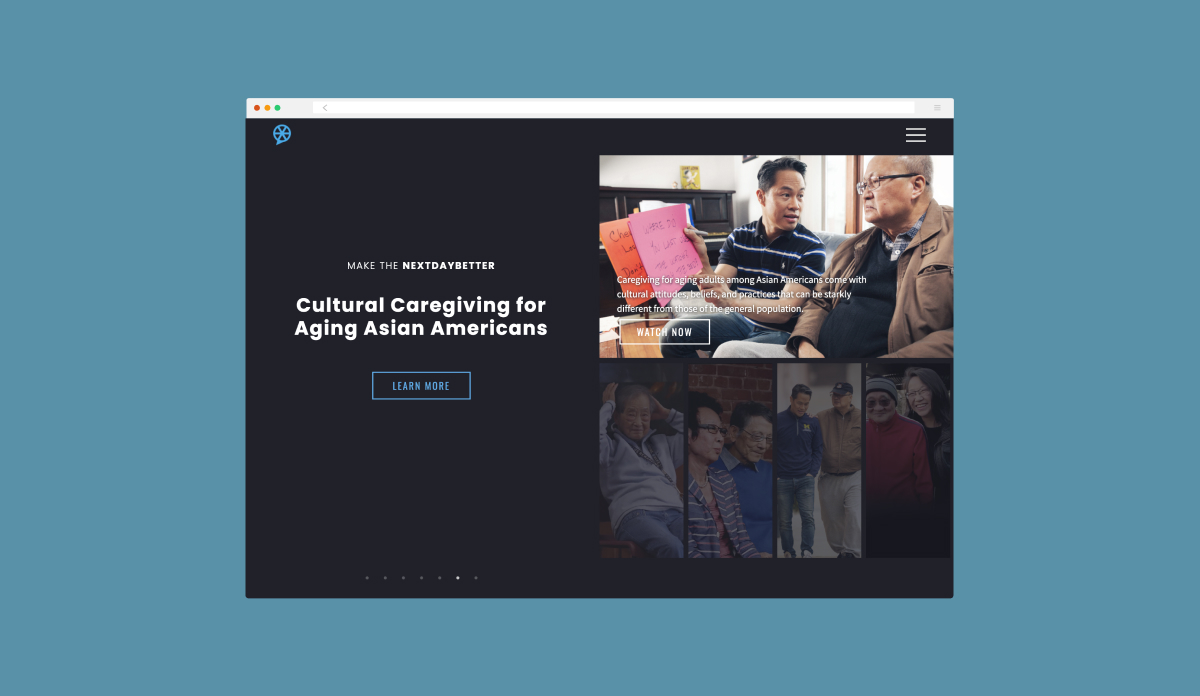 MAKE THE NEXTDAYBETTER
Cultural Caregiving for
Aging Asian Americans
LEARN MORE
Caregiving for aging adults among Asian Americans come with
cultural attitudes, beliefs, and practices that can be starkly
different from those of the general population.
WATCH NOW